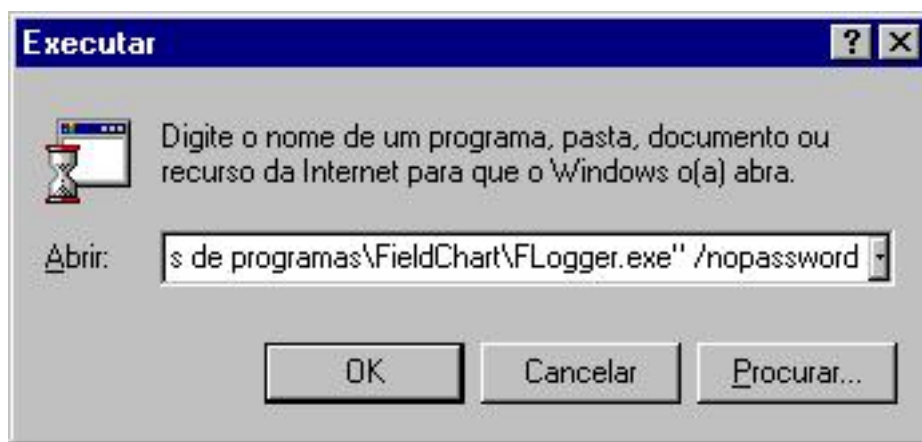 Executar
Digite o nome de um programa, pasta, documento ou
recurso da Internet para que o Windows o(a) abra.
Abrir: s de programas\FieldChart\FLogger.exe" /nopassword
OK Cancelar Procurar...